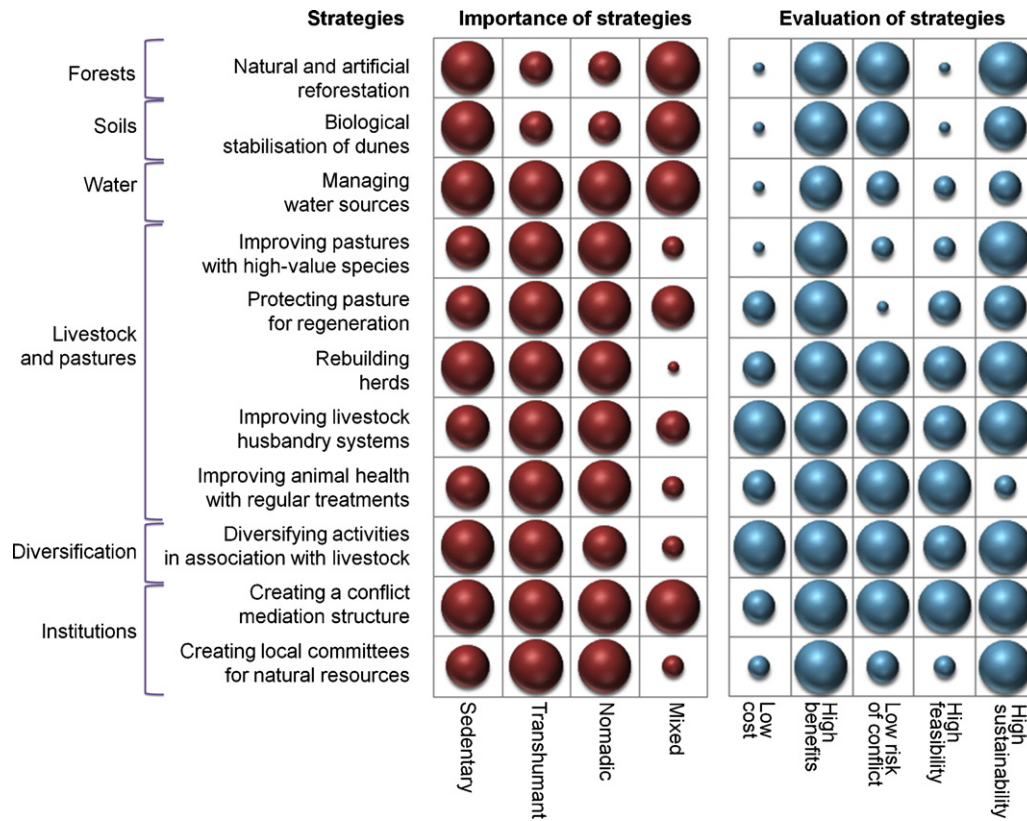 Strategies Importance of strategies Evaluation of strategies
Forests
Natural and artificial
reforestation
Soils
Biological
stabilisation of dunes
Water
Managing
water sources
Livestock
and pastures
Improving pastures
with high-value species
Protecting pasture
for regeneration
Rebuilding
herds
Improving livestock
husbandry systems
Improving animal health
with regular treatments
Diversification
Diversifying activities
in association with livestock
Institutions
Creating a conflict
mediation structure
Creating local committees
for natural resources
Sedentary
Transhumant
Nomadic
Mixed
Low
cost
High
benefits
Low risk
of conflict
High
feasibility
High
sustainability